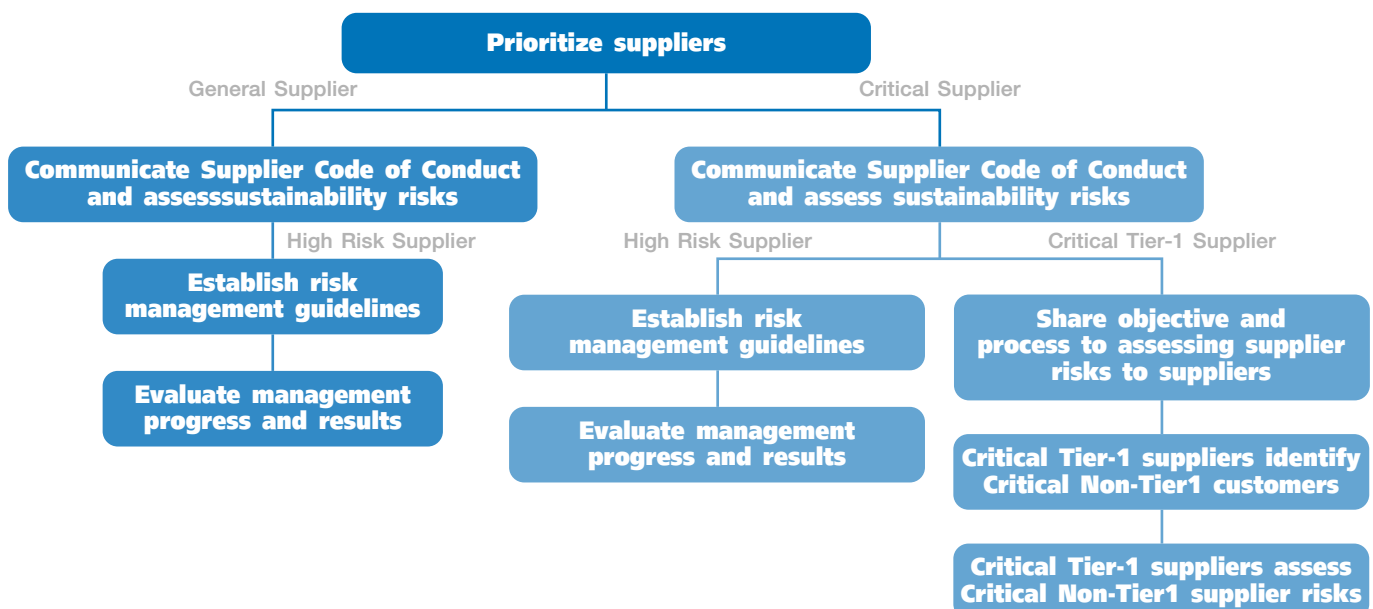 Prioritize suppliers
General Supplier
Critical Supplier
Communicate Supplier Code of Conduct
and assesssustainability risks
Communicate Supplier Code of Conduct
and assess sustainability risks
High Risk Supplier
High Risk Supplier
Critical Tier-1 Supplier
Establish risk
management guidelines
Establish risk
management guidelines
Share objective and
process to assessing supplier
risks to suppliers
Evaluate management
progress and results
Evaluate management
progress and results
Critical Tier-1 suppliers identify
Critical Non-Tier1 customers
Critical Tier-1 suppliers assess
Critical Non-Tier1 supplier risks